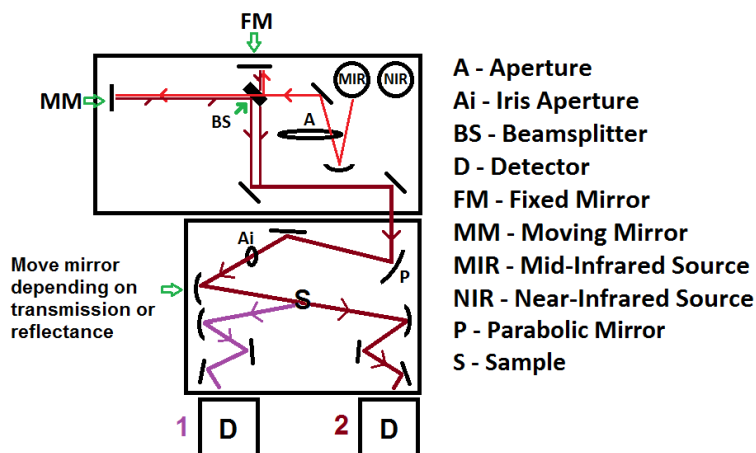 FM
MM
MIR
NIR
BS
A
A - Aperture
Ai - Iris Aperture
BS - Beamsplitter
D - Detector
FM - Fixed Mirror
MM - Moving Mirror
MIR - Mid-Infrared Source
NIR - Near-Infrared Source
P - Parabolic Mirror
S - Sample
Ai
P
Move mirror
depending on
transmission or
reflectance
S
1
D
2
D